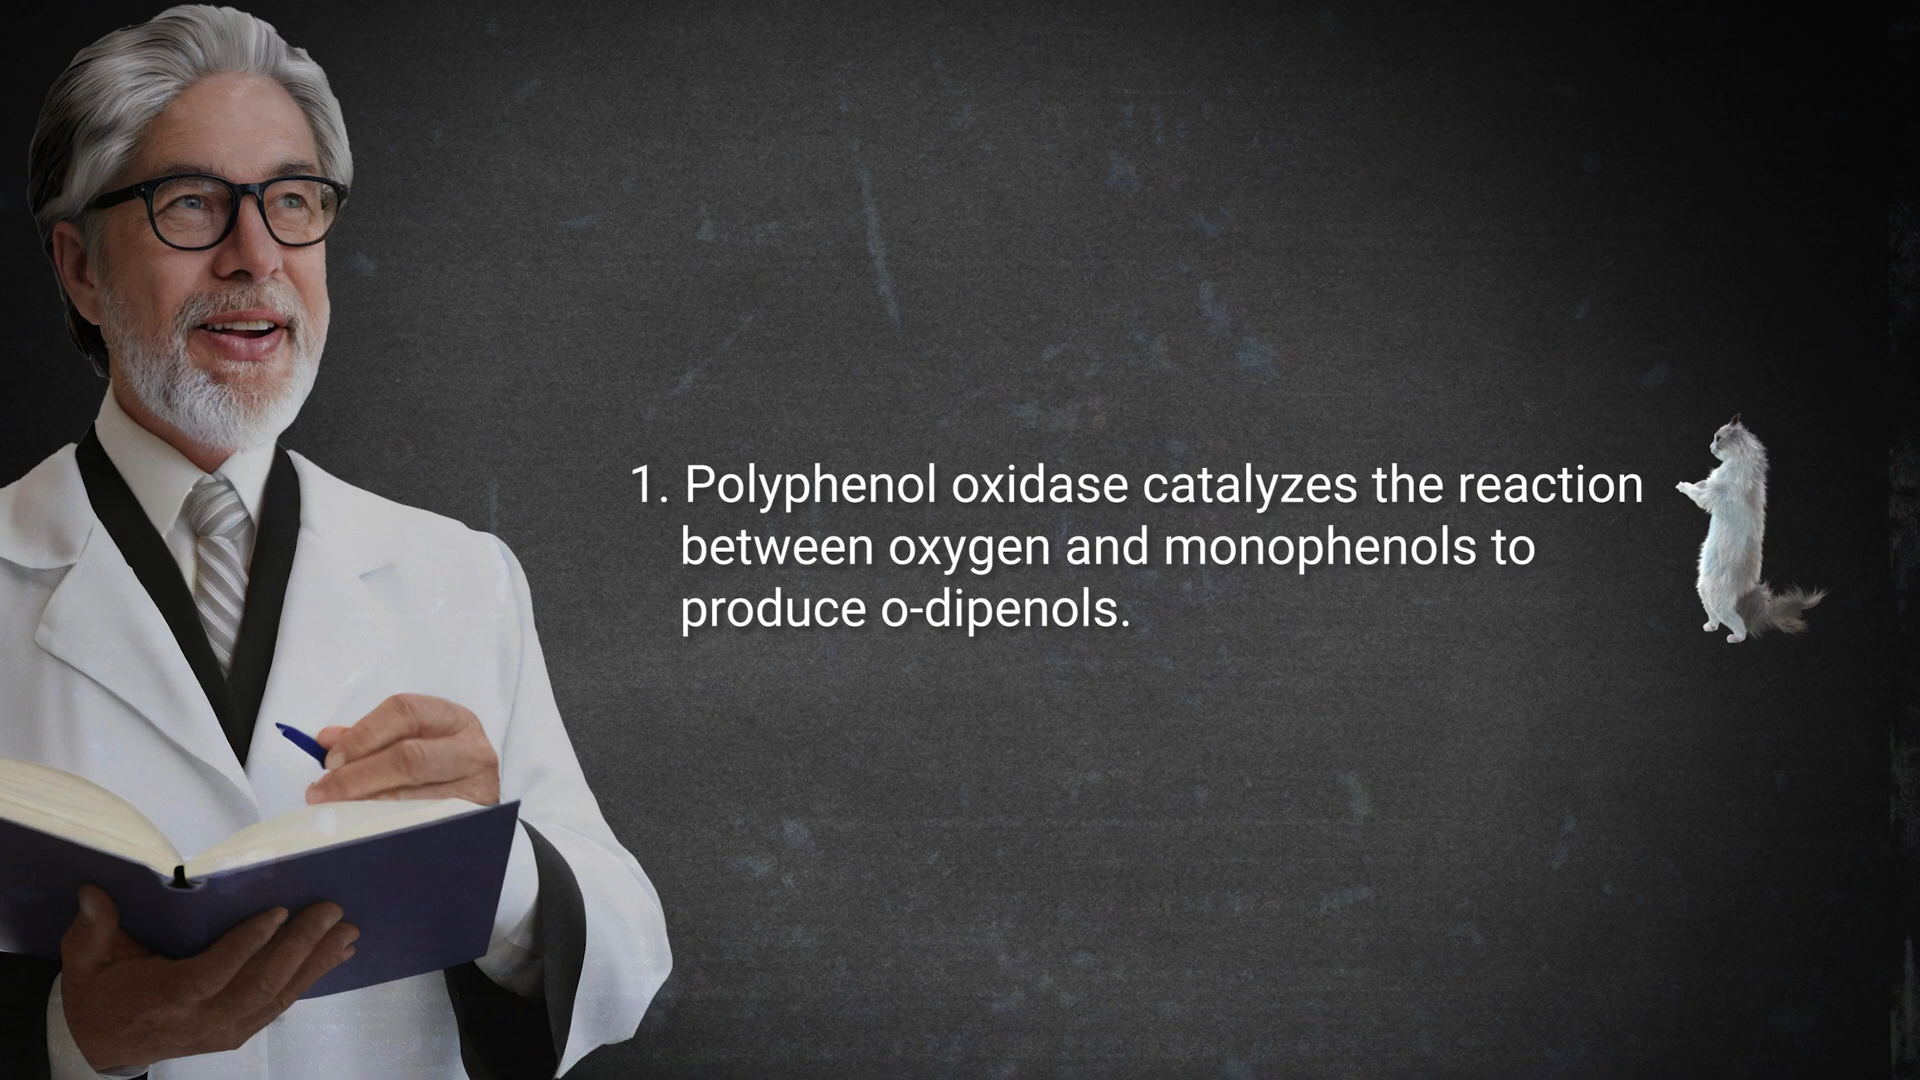 1. Polyphenol oxidase catalyzes the reaction
between oxygen and monophenols to
produce o-dipenols.